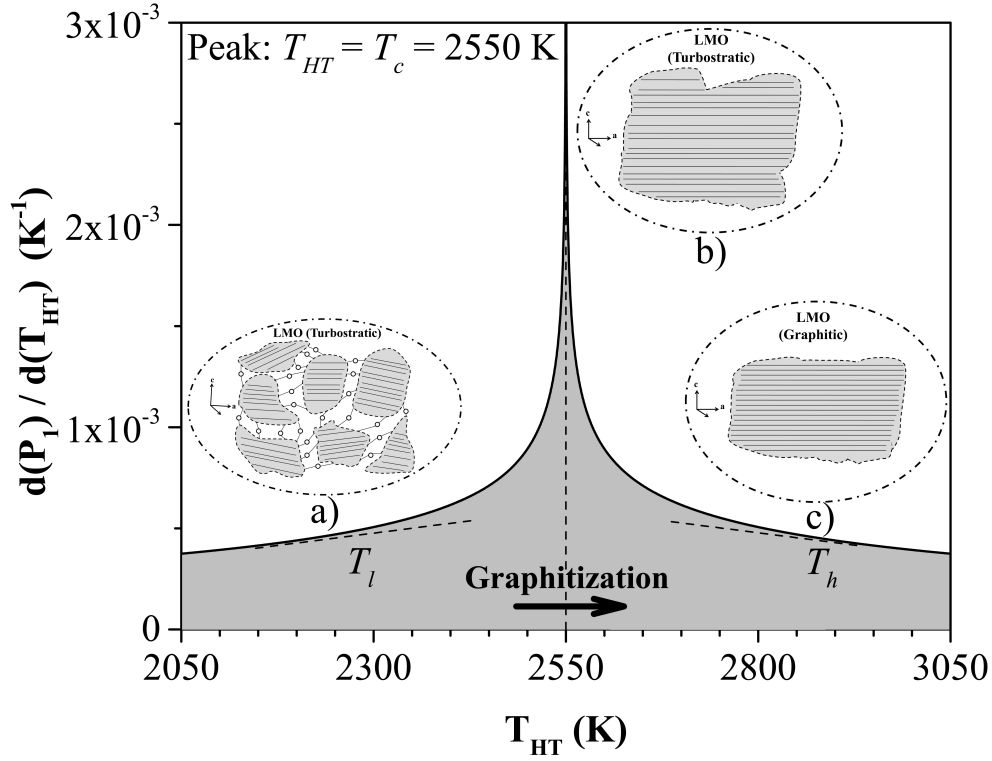 3x10⁻³
2x10⁻³
1x10⁻³
0
d(P₁) / d(T_HT) (K⁻¹)
Peak: T_HT = T_c = 2550 K
LMO
(Turbostratic)
c
a
b)
LMO (Turbostratic)
c
a
a)
LMO
(Graphitic)
c
a
c)
T_l
T_h
Graphitization
2050 2300 2550 2800 3050
T_HT (K)